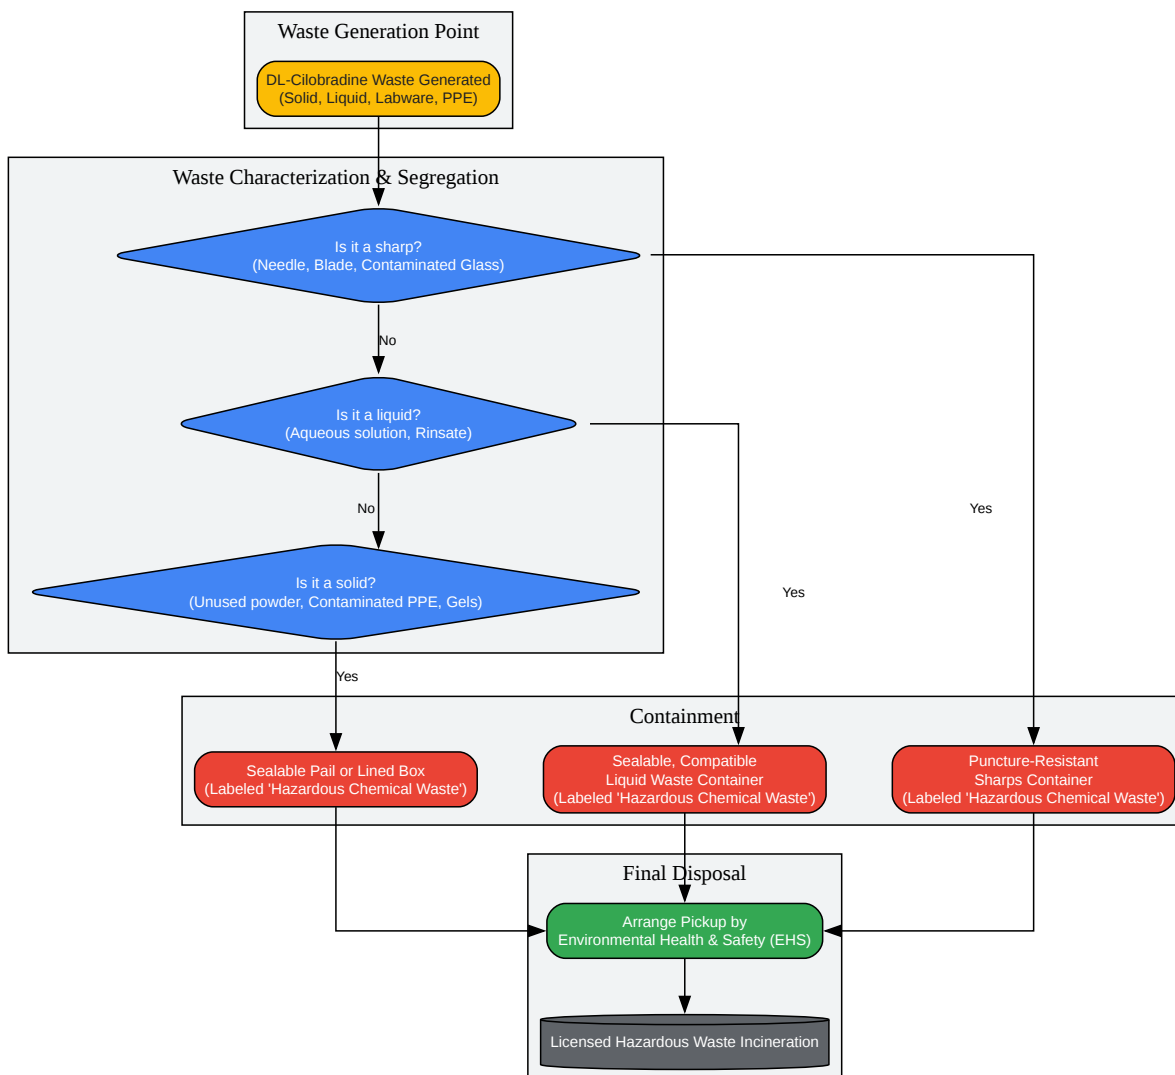 Waste Generation Point
DL-Cilobradine Waste Generated
(Solid, Liquid, Labware, PPE)
Waste Characterization & Segregation
Is it a sharp?
(Needle, Blade, Contaminated Glass)
No
Is it a liquid?
(Aqueous solution, Rinsate)
No
Yes
Is it a solid?
(Unused powder, Contaminated PPE, Gels)
Yes
Yes
Containment
Sealable Pail or Lined Box
(Labeled 'Hazardous Chemical Waste')
Sealable, Compatible
Liquid Waste Container
(Labeled 'Hazardous Chemical Waste')
Puncture-Resistant
Sharps Container
(Labeled 'Hazardous Chemical Waste')
Final Disposal
Arrange Pickup by
Environmental Health & Safety (EHS)
Licensed Hazardous Waste Incineration